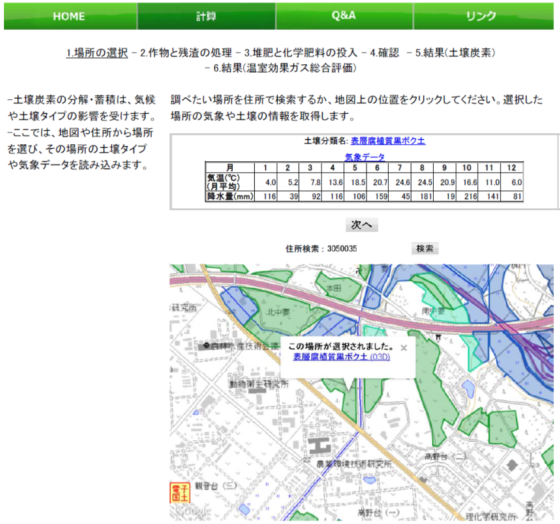 HOME 計算 Q&A リンク
1.場所の選択 - 2.作物と残渣の処理 - 3.堆肥と化学肥料の投入 - 4.確認 - 5.結果(土壌炭素)
- 6.結果(温室効果ガス総合評価)
-土壌炭素の分解・蓄積は、気候
や土壌タイプの影響を受けます。
-ここでは、地図や住所から場所
を選び、その場所の土壌タイプ
や気象データを読み込みます。
調べたい場所を住所で検索するか、地図上の位置をクリックしてください。選択した
場所の気象や土壌の情報を取得します。
土壌分類名: 表層腐植質黒ボク土
気象データ
月 1 2 3 4 5 6 7 8 9 10 11 12
気温(℃)
(月平均) 4.0 5.2 7.8 13.6 18.5 20.7 24.6 24.5 20.9 16.6 11.0 6.0
降水量(mm) 116 39 92 116 106 159 45 181 19 216 141 81
次へ
住所検索: 3050035 検索
本田
研究所
北中妻
南中妻
この場所が選択されました。 ×
表層腐植質黒ボク土 (03D)
動物衛生研究所
農業環境技術研究所
高野台(二)
観音台(三)
電子
国土
高野台(一)
理化学研究所
高野